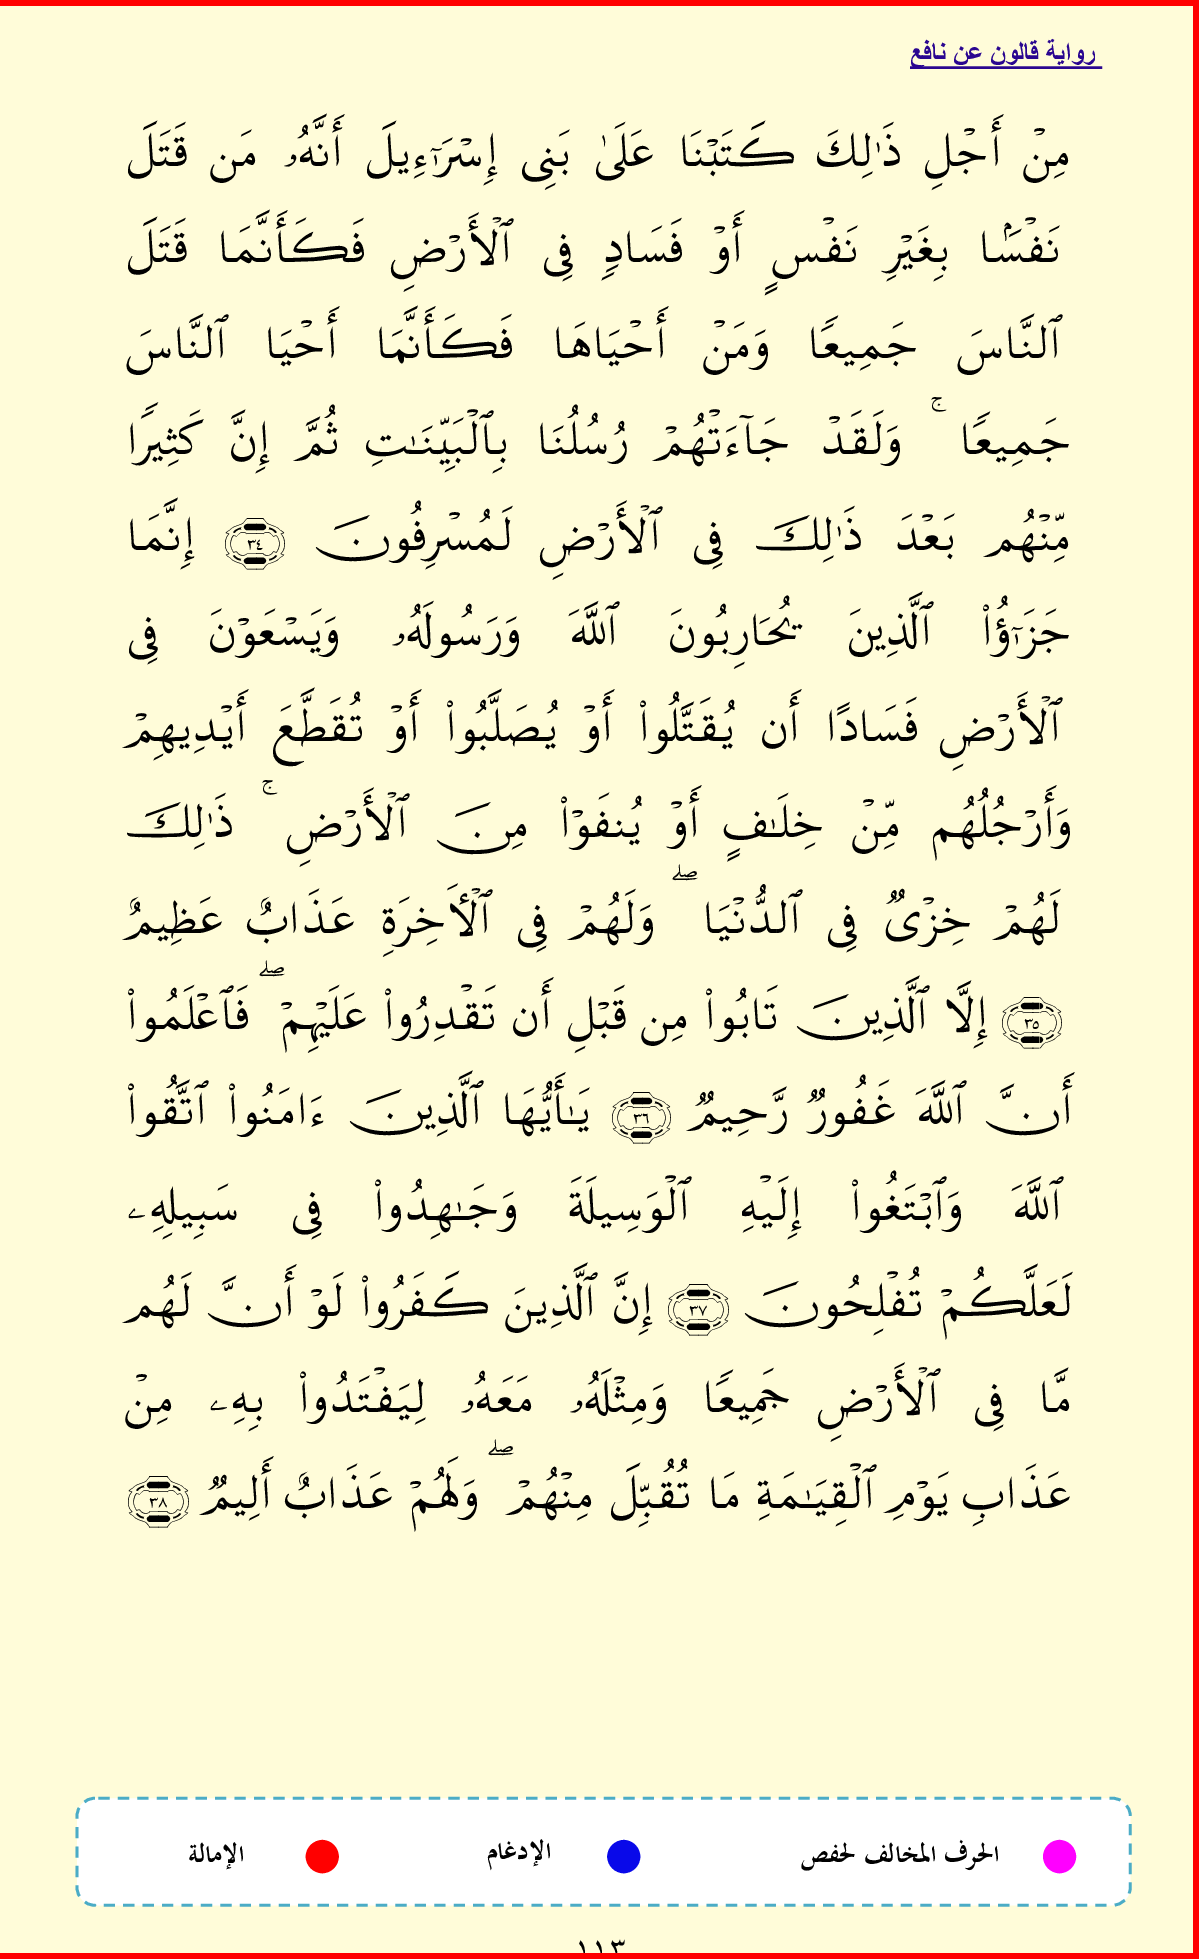 رواية قالون عن نافع
مِنۡ أَجۡلِ ذَٰلِكَ كَتَبۡنَا عَلَىٰ بَنِى إِسۡرَٰٓءِيلَ أَنَّهُۥ مَن قَتَلَ
نَفۡسَۢا بِغَيۡرِ نَفۡسٍ أَوۡ فَسَادٍ فِى ٱلۡأَرۡضِ فَكَأَنَّمَا قَتَلَ
ٱلنَّاسَ جَمِيعًا وَمَنۡ أَحۡيَاهَا فَكَأَنَّمَا أَحۡيَا ٱلنَّاسَ
جَمِيعًا ۚ وَلَقَدۡ جَآءَتۡهُمۡ رُسُلُنَا بِٱلۡبَيِّنَـٰتِ ثُمَّ إِنَّ كَثِيرًا
مِّنۡهُم بَعۡدَ ذَٰلِكَ فِى ٱلۡأَرۡضِ لَمُسۡرِفُونَ ٣٤ إِنَّمَا
جَزَٰٓؤُاْ ٱلَّذِينَ يُحَارِبُونَ ٱللَّهَ وَرَسُولَهُۥ وَيَسۡعَوۡنَ فِى
ٱلۡأَرۡضِ فَسَادًا أَن يُقَتَّلُواْ أَوۡ يُصَلَّبُواْ أَوۡ تُقَطَّعَ أَيۡدِيهِمۡ
وَأَرۡجُلُهُم مِّنۡ خِلَـٰفٍ أَوۡ يُنفَوۡاْ مِنَ ٱلۡأَرۡضِ ۚ ذَٰلِكَ
لَهُمۡ خِزۡىٌ فِى ٱلدُّنۡيَا ۖ وَلَهُمۡ فِى ٱلۡأَخِرَةِ عَذَابٌ عَظِيمٌ
٣٥ إِلَّا ٱلَّذِينَ تَابُواْ مِن قَبۡلِ أَن تَقۡدِرُواْ عَلَيۡهِمۡ ۖ فَٱعۡلَمُواْ
أَنَّ ٱللَّهَ غَفُورٌ رَّحِيمٌ ٣٦ يَـٰأَيُّهَا ٱلَّذِينَ ءَامَنُواْ ٱتَّقُواْ
ٱللَّهَ وَٱبۡتَغُواْ إِلَيۡهِ ٱلۡوَسِيلَةَ وَجَـٰهِدُواْ فِى سَبِيلِهِۦ
لَعَلَّكُمۡ تُفۡلِحُونَ ٣٧ إِنَّ ٱلَّذِينَ كَفَرُواْ لَوۡ أَنَّ لَهُم
مَّا فِى ٱلۡأَرۡضِ جَمِيعًا وَمِثۡلَهُۥ مَعَهُۥ لِيَفۡتَدُواْ بِهِۦ مِنۡ
عَذَابِ يَوۡمِ ٱلۡقِيَـٰمَةِ مَا تُقُبِّلَ مِنۡهُمۡ ۖ وَلَهُمۡ عَذَابٌ أَلِيمٌ ٣٨
الحرف المخالف لحفص الإدغام الإمالة
١١٣